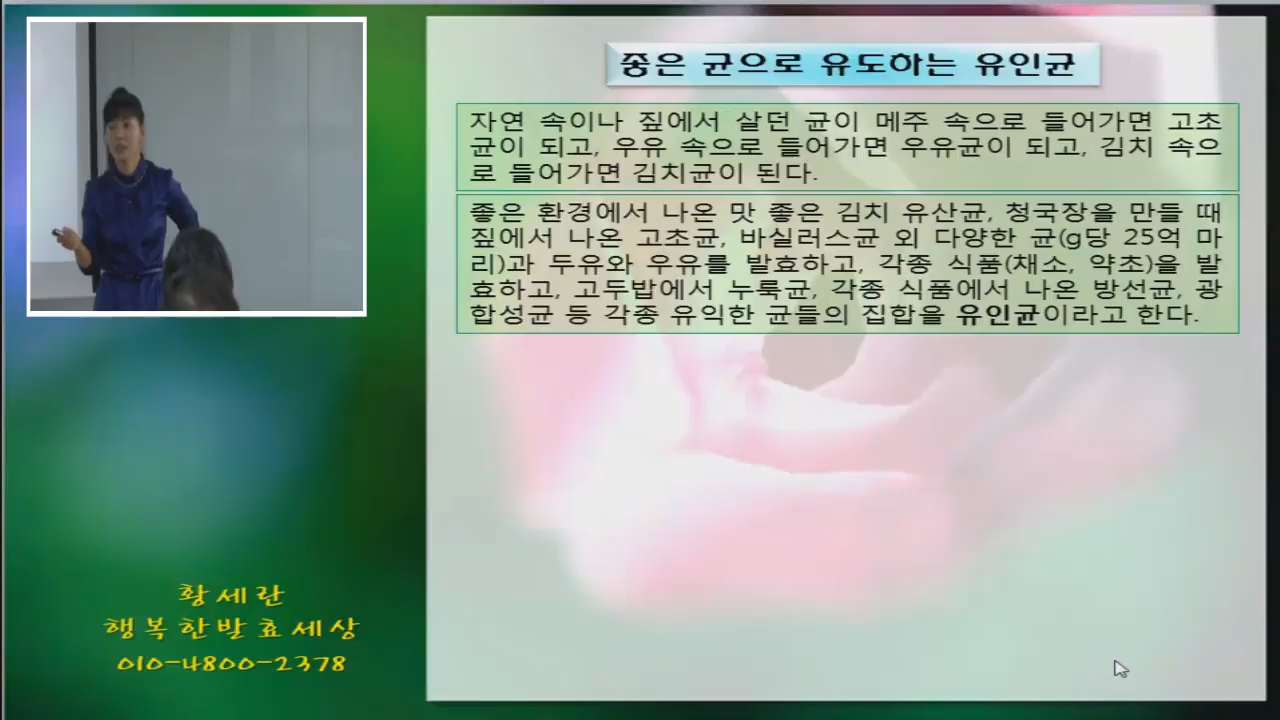 좋은 균으로 유도하는 유인균
자연 속이나 짚에서 살던 균이 메주 속으로 들어가면 고초
균이 되고, 우유 속으로 들어가면 우유균이 되고, 김치 속으
로 들어가면 김치균이 된다.
좋은 환경에서 나온 맛 좋은 김치 유산균, 청국장을 만들 때
짚에서 나온 고초균, 바실러스균 외 다양한 균(g당 25억 마
리)과 두유와 우유를 발효하고, 각종 식품(채소, 약초)을 발
효하고, 고두밥에서 누룩균, 각종 식품에서 나온 방선균, 광
합성균 등 각종 유익한 균들의 집합을 유인균이라고 한다.
황세란
행복한발효세상
010-4800-2378